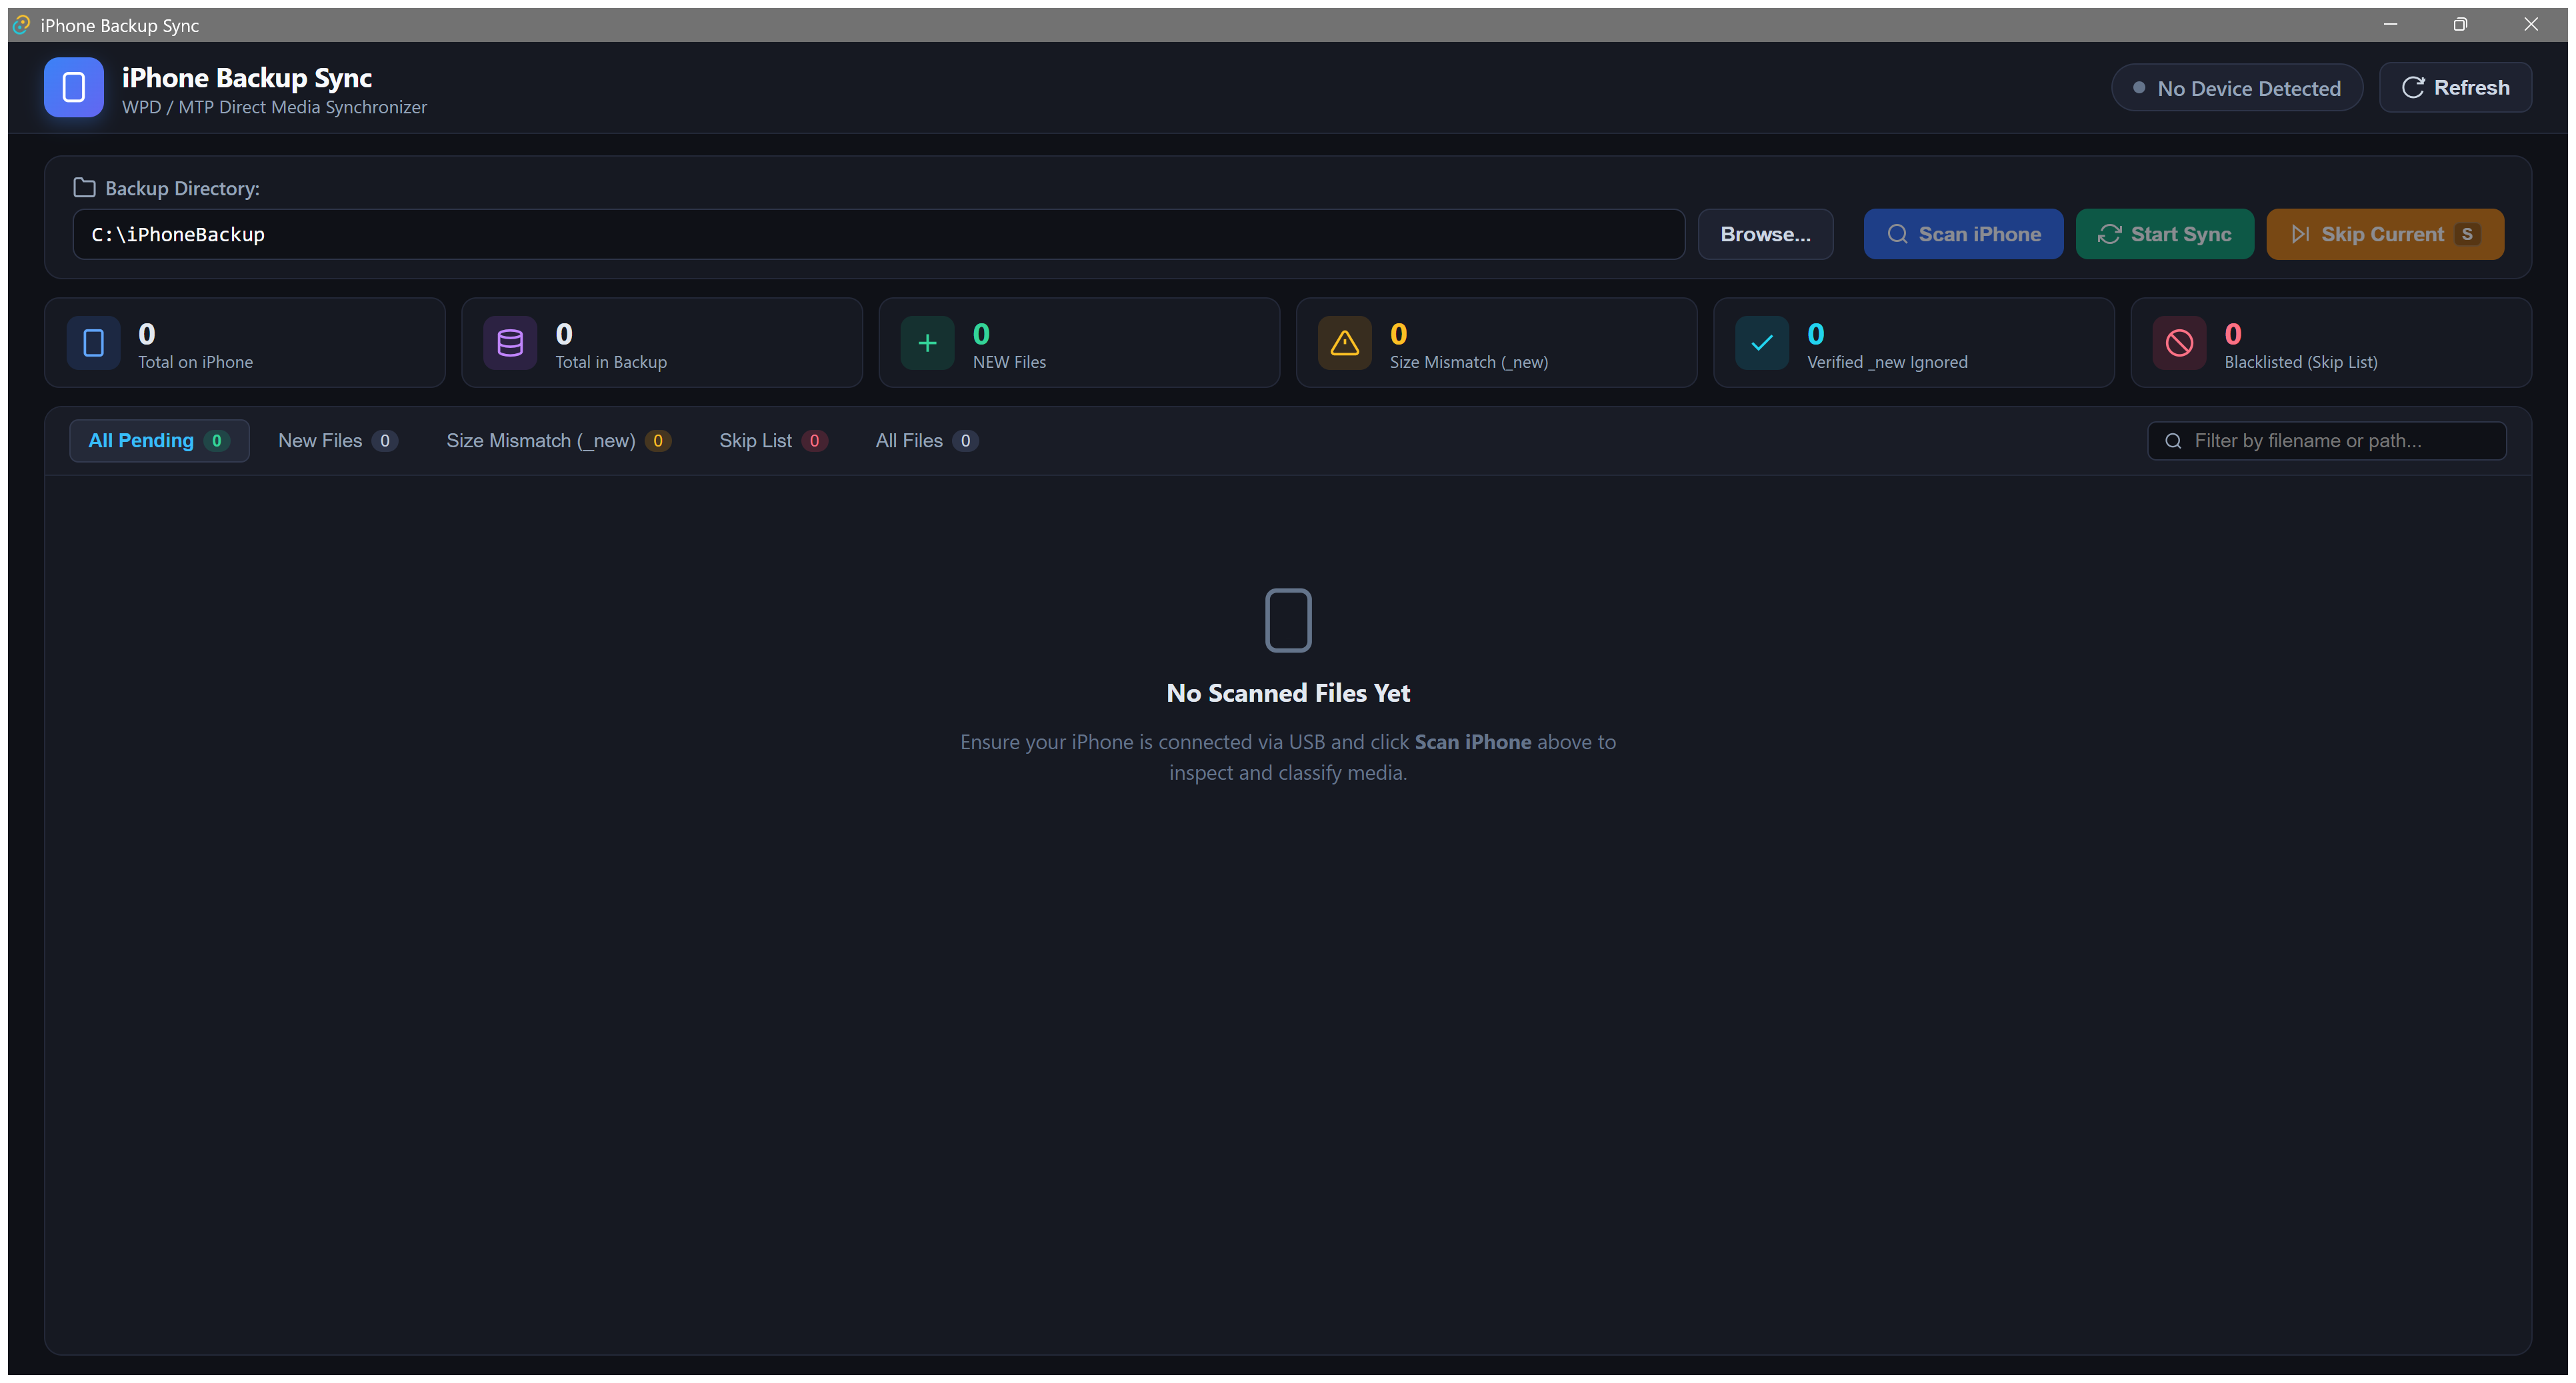 iPhone Backup Sync
iPhone Backup Sync
WPD / MTP Direct Media Synchronizer
No Device Detected
Refresh
Backup Directory:
C:\iPhoneBackup
Browse...
Scan iPhone
Start Sync
Skip Current S
0
Total on iPhone
0
Total in Backup
0
NEW Files
0
Size Mismatch (_new)
0
Verified _new Ignored
0
Blacklisted (Skip List)
All Pending 0
New Files 0
Size Mismatch (_new) 0
Skip List 0
All Files 0
Filter by filename or path...
No Scanned Files Yet
Ensure your iPhone is connected via USB and click Scan iPhone above to
inspect and classify media.